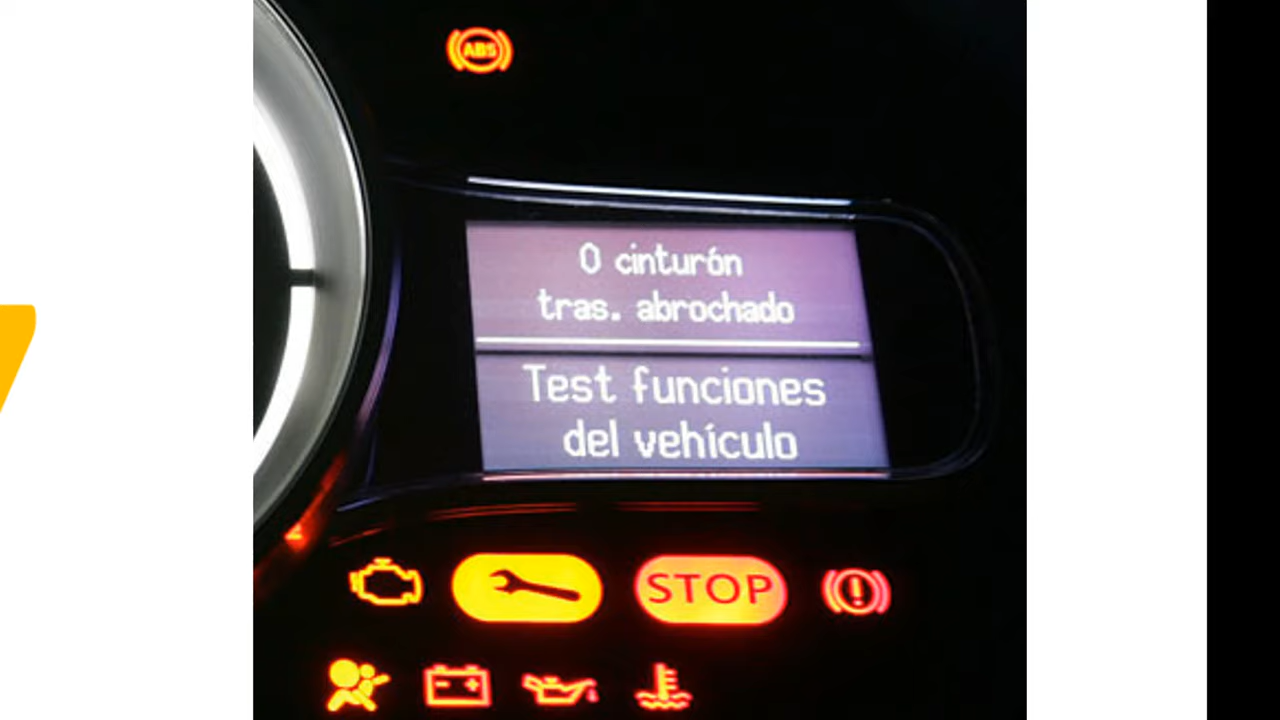 ABS
0 cinturón
tras. abrochado
Test funciones
del vehículo
STOP